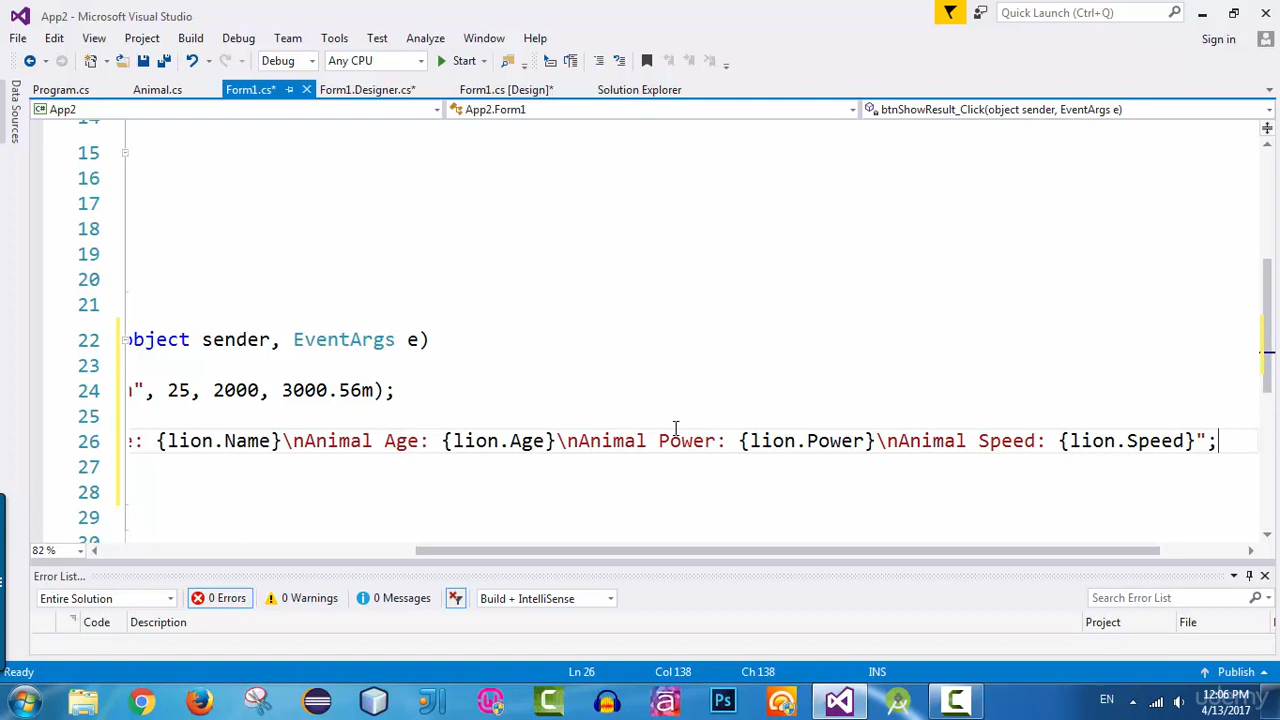 App2 - Microsoft Visual Studio
Quick Launch (Ctrl+Q)
File Edit View Project Build Debug Team Tools Test Analyze Window Help
Sign in
Debug Any CPU Start
Data Sources
Program.cs Animal.cs Form1.cs* Form1.Designer.cs* Form1.cs [Design]* Solution Explorer
App2 App2.Form1 btnShowResult_Click(object sender, EventArgs e)
14
15
16
17
18
19
20
21
22 object sender, EventArgs e)
23
24 n", 25, 2000, 3000.56m);
25
26 e: {lion.Name}\nAnimal Age: {lion.Age}\nAnimal Power: {lion.Power}\nAnimal Speed: {lion.Speed}";
27
28
29
30
82 %
Error List...
Entire Solution 0 Errors 0 Warnings 0 Messages Build + IntelliSense Search Error List
Code Description Project File
Ready Ln 26 Col 138 Ch 138 INS Publish
EN 12:06 PM
4/13/2017
udemy